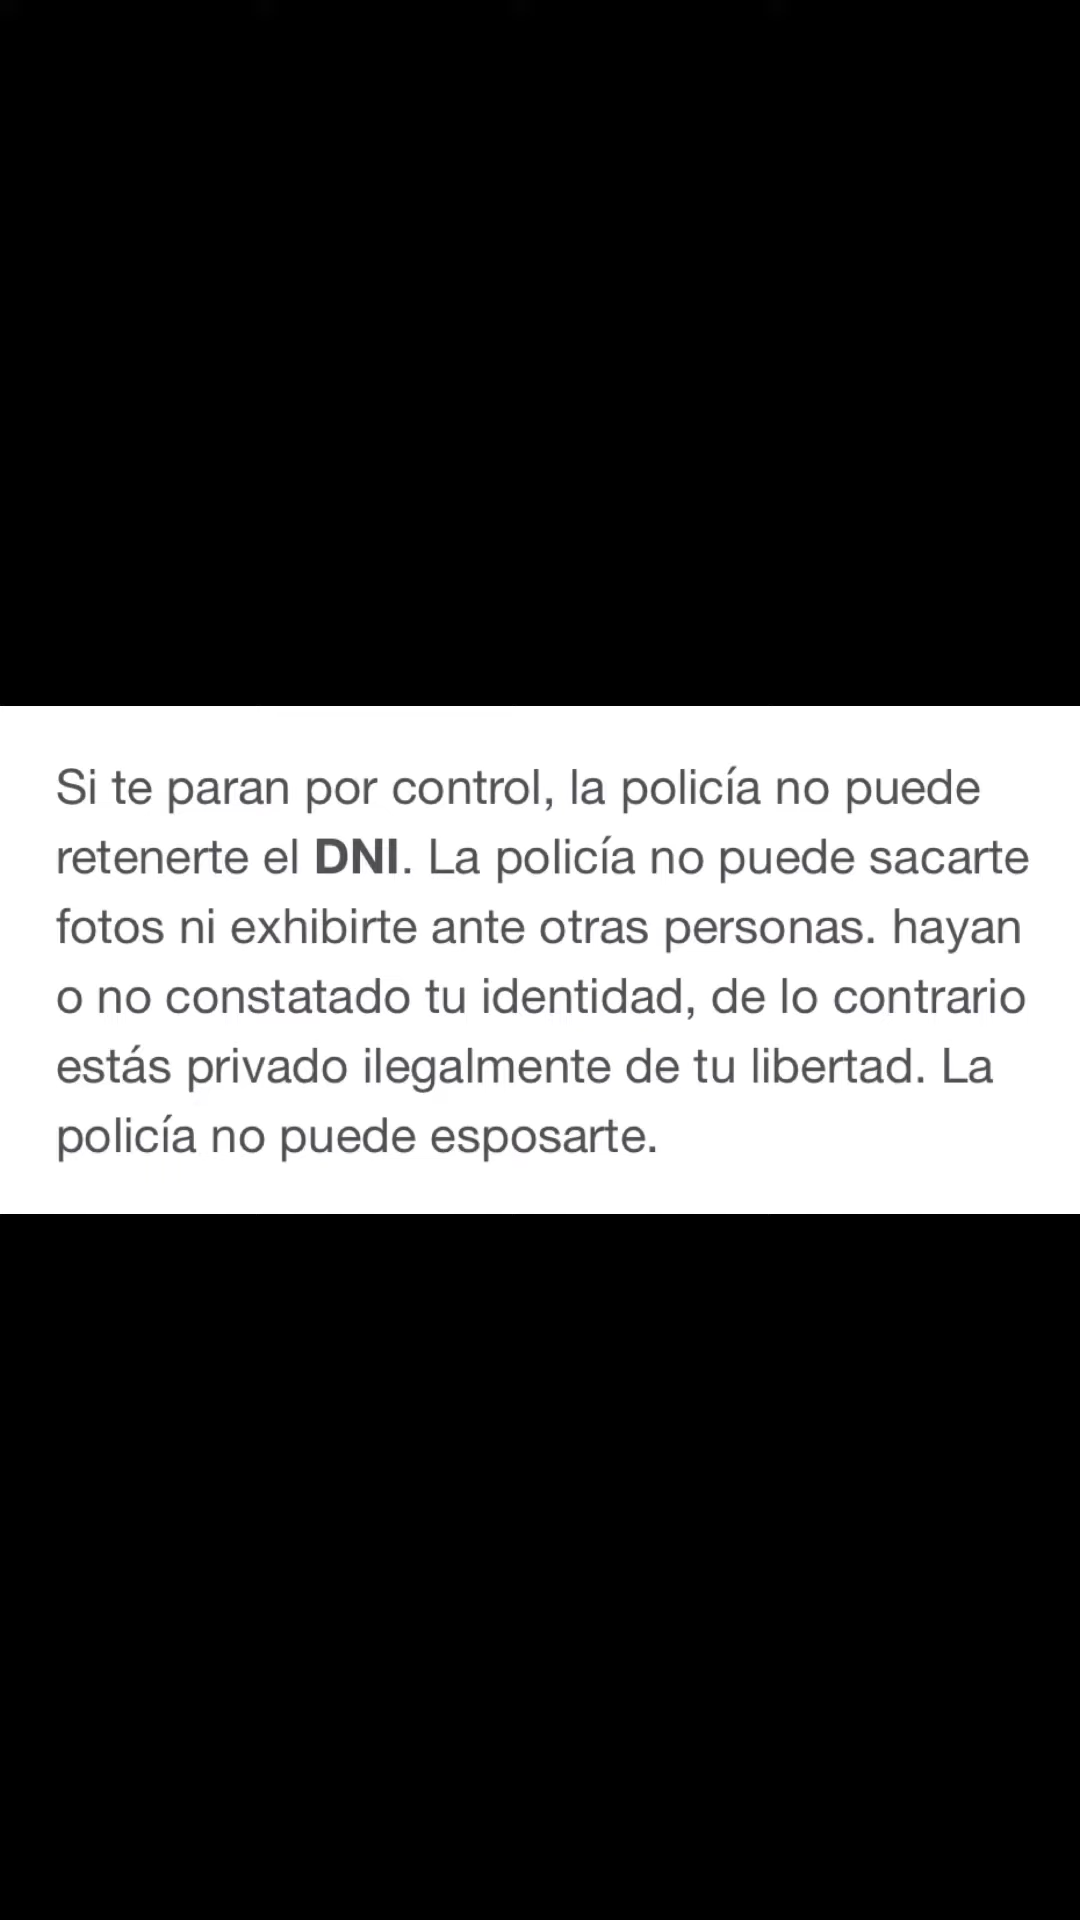 Si te paran por control, la policía no puede
retenerte el DNI. La policía no puede sacarte
fotos ni exhibirte ante otras personas. hayan
o no constatado tu identidad, de lo contrario
estás privado ilegalmente de tu libertad. La
policía no puede esposarte.